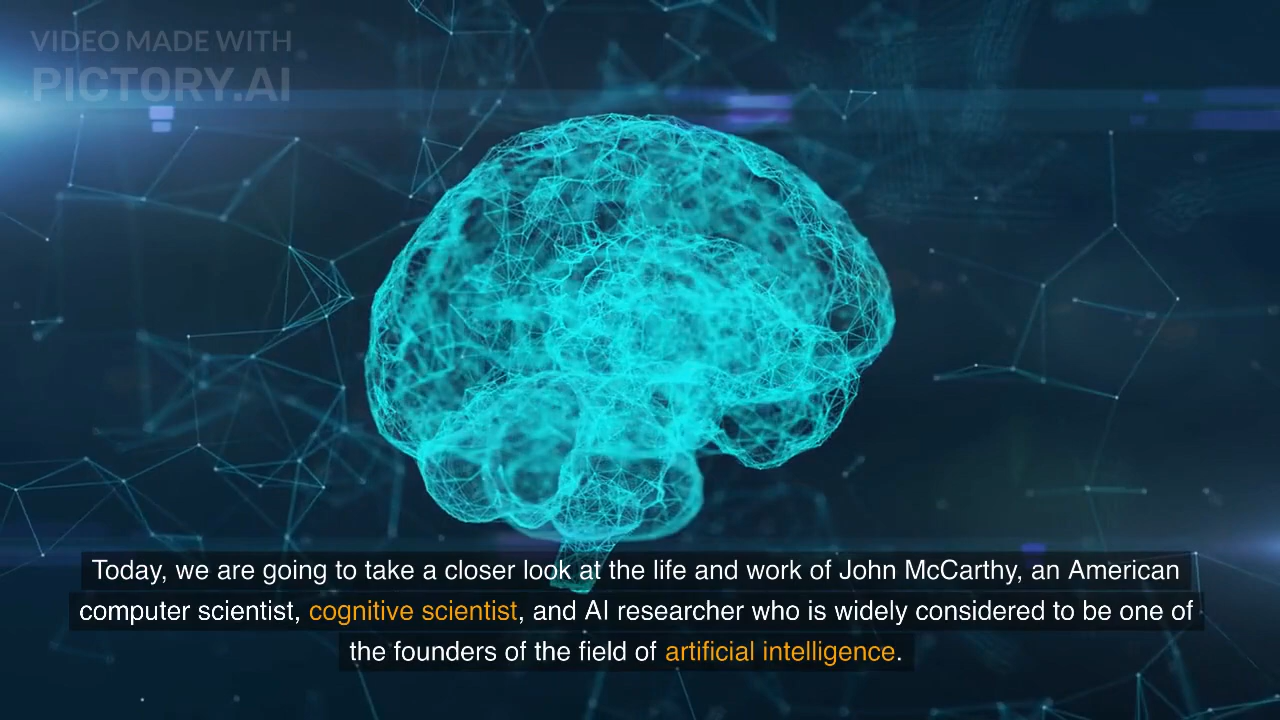 VIDEO MADE WITH
PICTORY.AI
Today, we are going to take a closer look at the life and work of John McCarthy, an American
computer scientist, cognitive scientist, and AI researcher who is widely considered to be one of
the founders of the field of artificial intelligence.